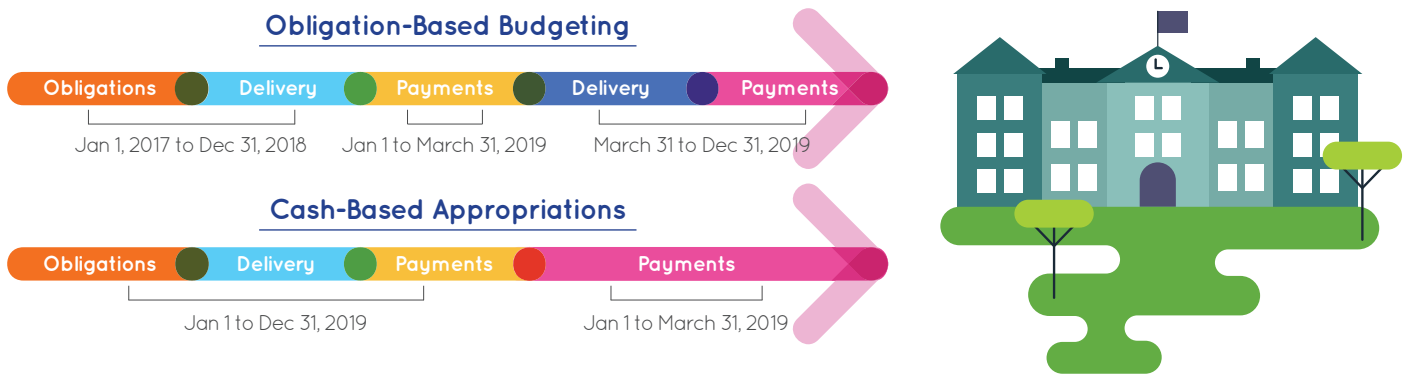 Obligation-Based Budgeting
Obligations Delivery Payments Delivery Payments
Jan 1, 2017 to Dec 31, 2018 Jan 1 to March 31, 2019 March 31 to Dec 31, 2019
Cash-Based Appropriations
Obligations Delivery Payments Payments
Jan 1 to Dec 31, 2019 Jan 1 to March 31, 2019